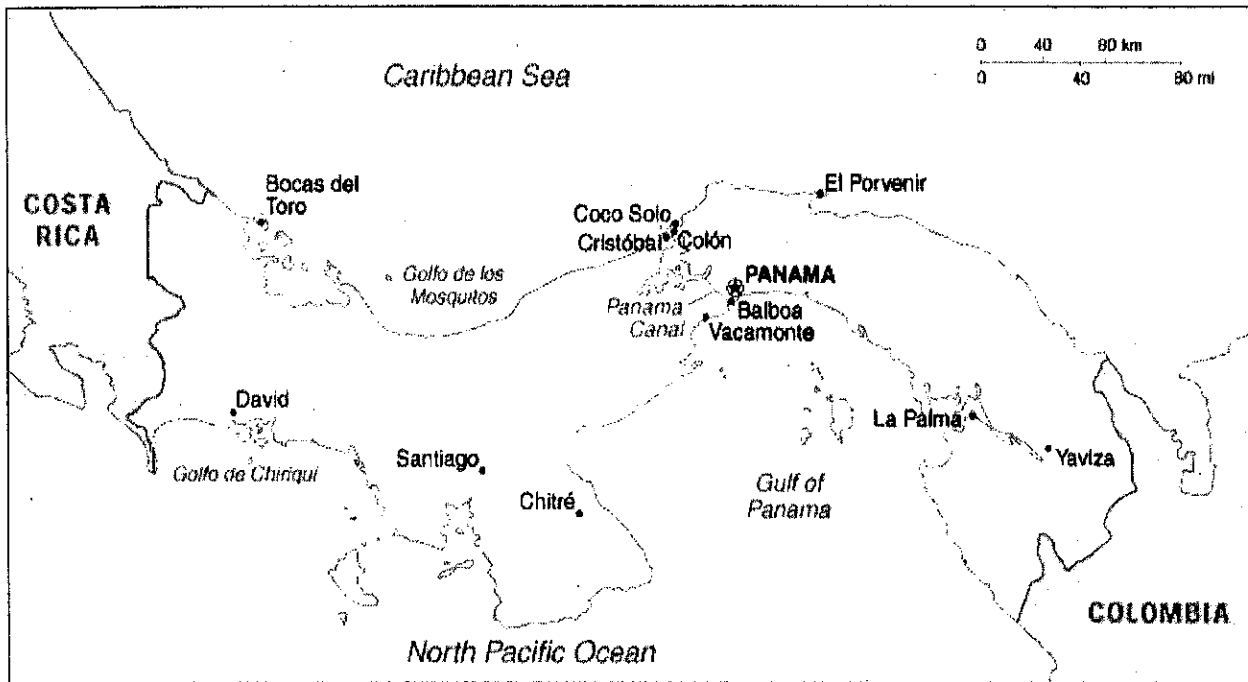 0 40 80 km
0 40 80 mi
Caribbean Sea
COSTA
RICA
Bocas del
Toro
El Porvenir
Coco Solo
Cristóbal
Colón
Golfo de los
Mosquitos
PANAMA
Panama
Canal
Balboa
Vacamonte
David
La Palma
Golfo de Chiriqui
Santiago
Yaviza
Chitré
Gulf of
Panama
COLOMBIA
North Pacific Ocean